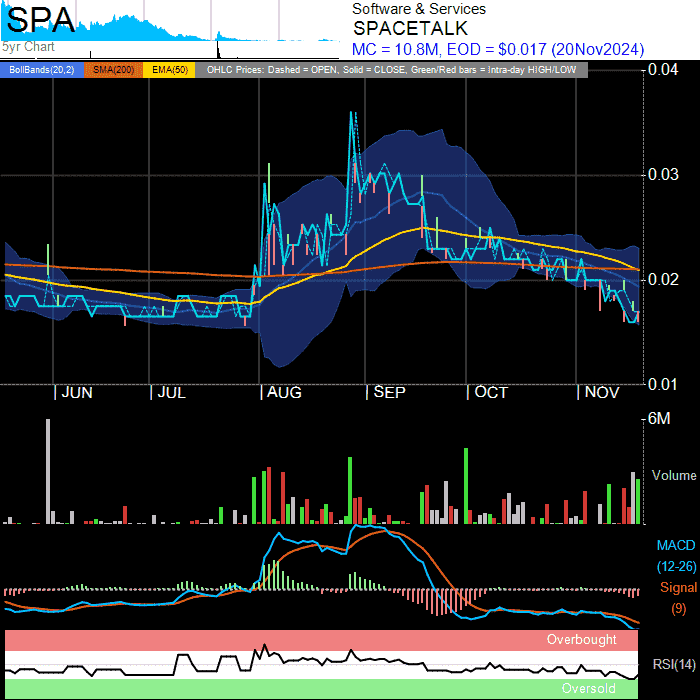 SPA
5yr Chart
Software & Services
SPACETALK
MC = 10.8M, EOD = $0.017 (20Nov2024)
BollBands(20,2) SMA(200) EMA(50) OHLC Prices: Dashed = OPEN, Solid = CLOSE, Green/Red bars = Intra-day HIGH/LOW
0.04
0.03
0.02
0.01
JUN JUL AUG SEP OCT NOV
6M
Volume
MACD
(12-26)
Signal
(9)
Overbought
RSI(14)
Oversold